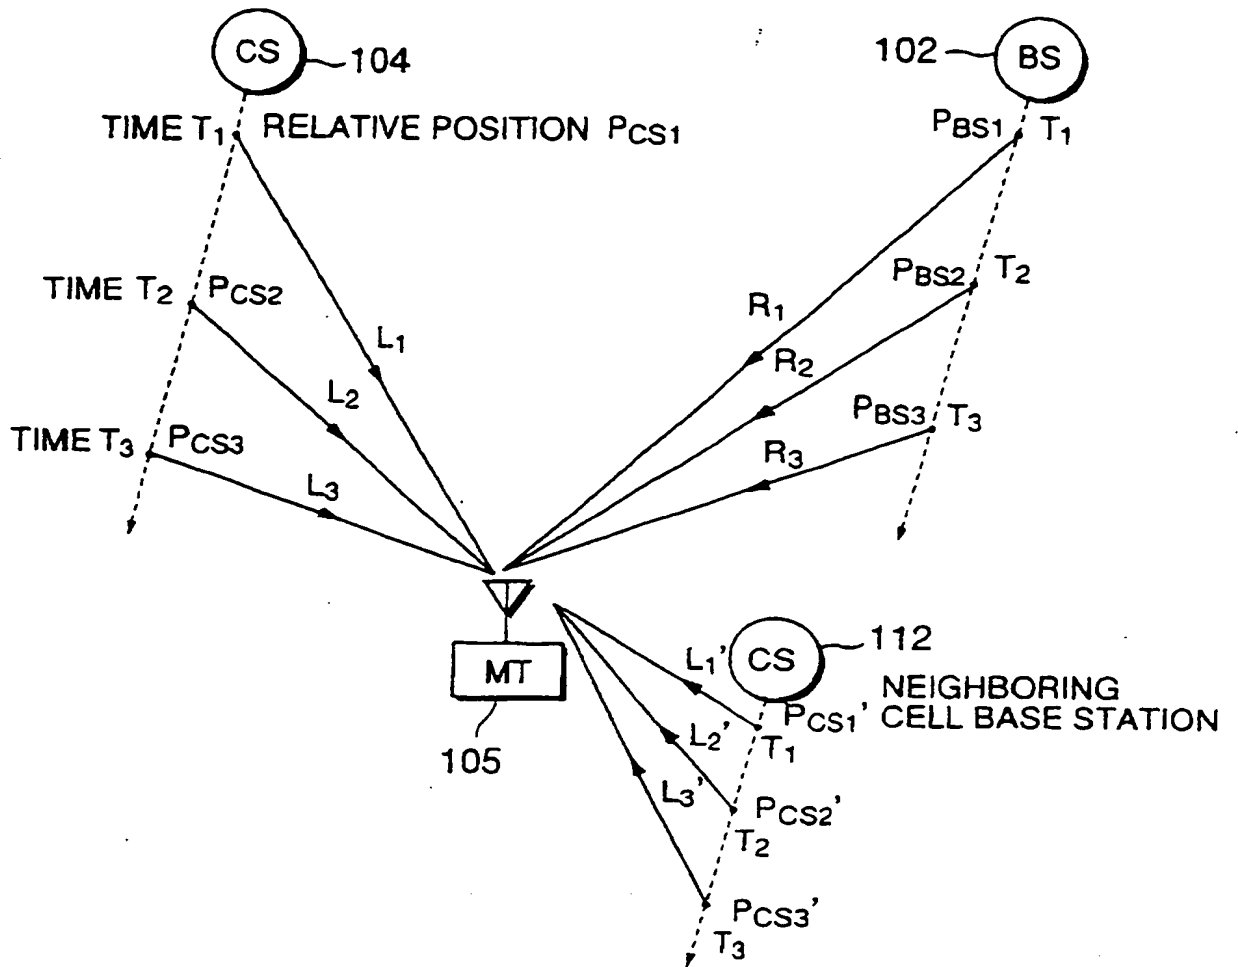 CS
104
102
BS
TIME T1 RELATIVE POSITION PCS1
PBS1 T1
TIME T2 PCS2
PBS2 T2
R1
L1
R2
L2
PBS3 T3
TIME T3 PCS3
R3
L3
MT
105
CS
112
NEIGHBORING
CELL BASE STATION
L1'
PCS1'
T1
L2'
L3'
PCS2'
T2
PCS3'
T3